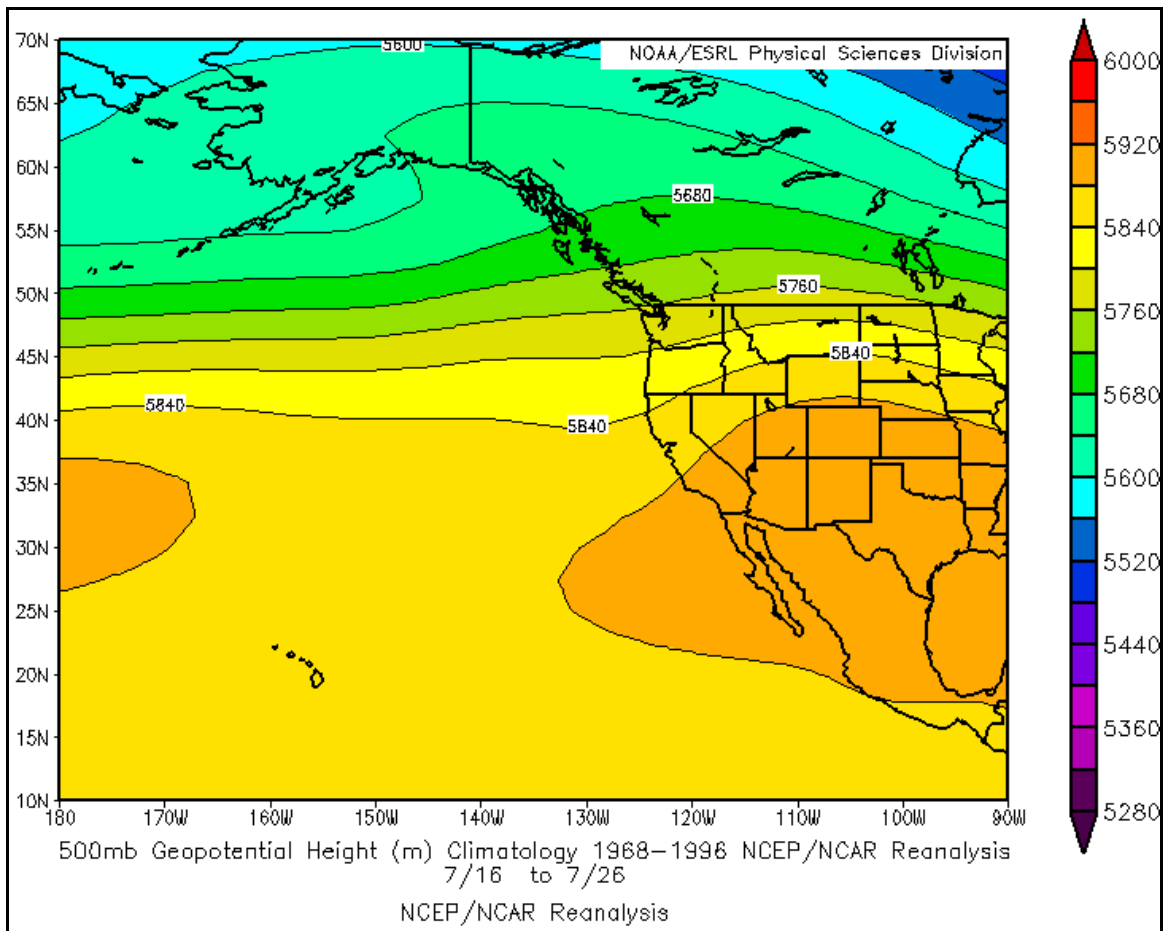 70N
65N
60N
55N
50N
45N
40N
35N
30N
25N
20N
15N
10N
180 170W 160W 150W 140W 130W 120W 110W 100W 90W
5600
NOAA/ESRL Physical Sciences Division
5680
5760
5840
5840
5840
6000
5920
5840
5760
5680
5600
5520
5440
5360
5280
500mb Geopotential Height (m) Climatology 1968-1996 NCEP/NCAR Reanalysis
7/16 to 7/26
NCEP/NCAR Reanalysis